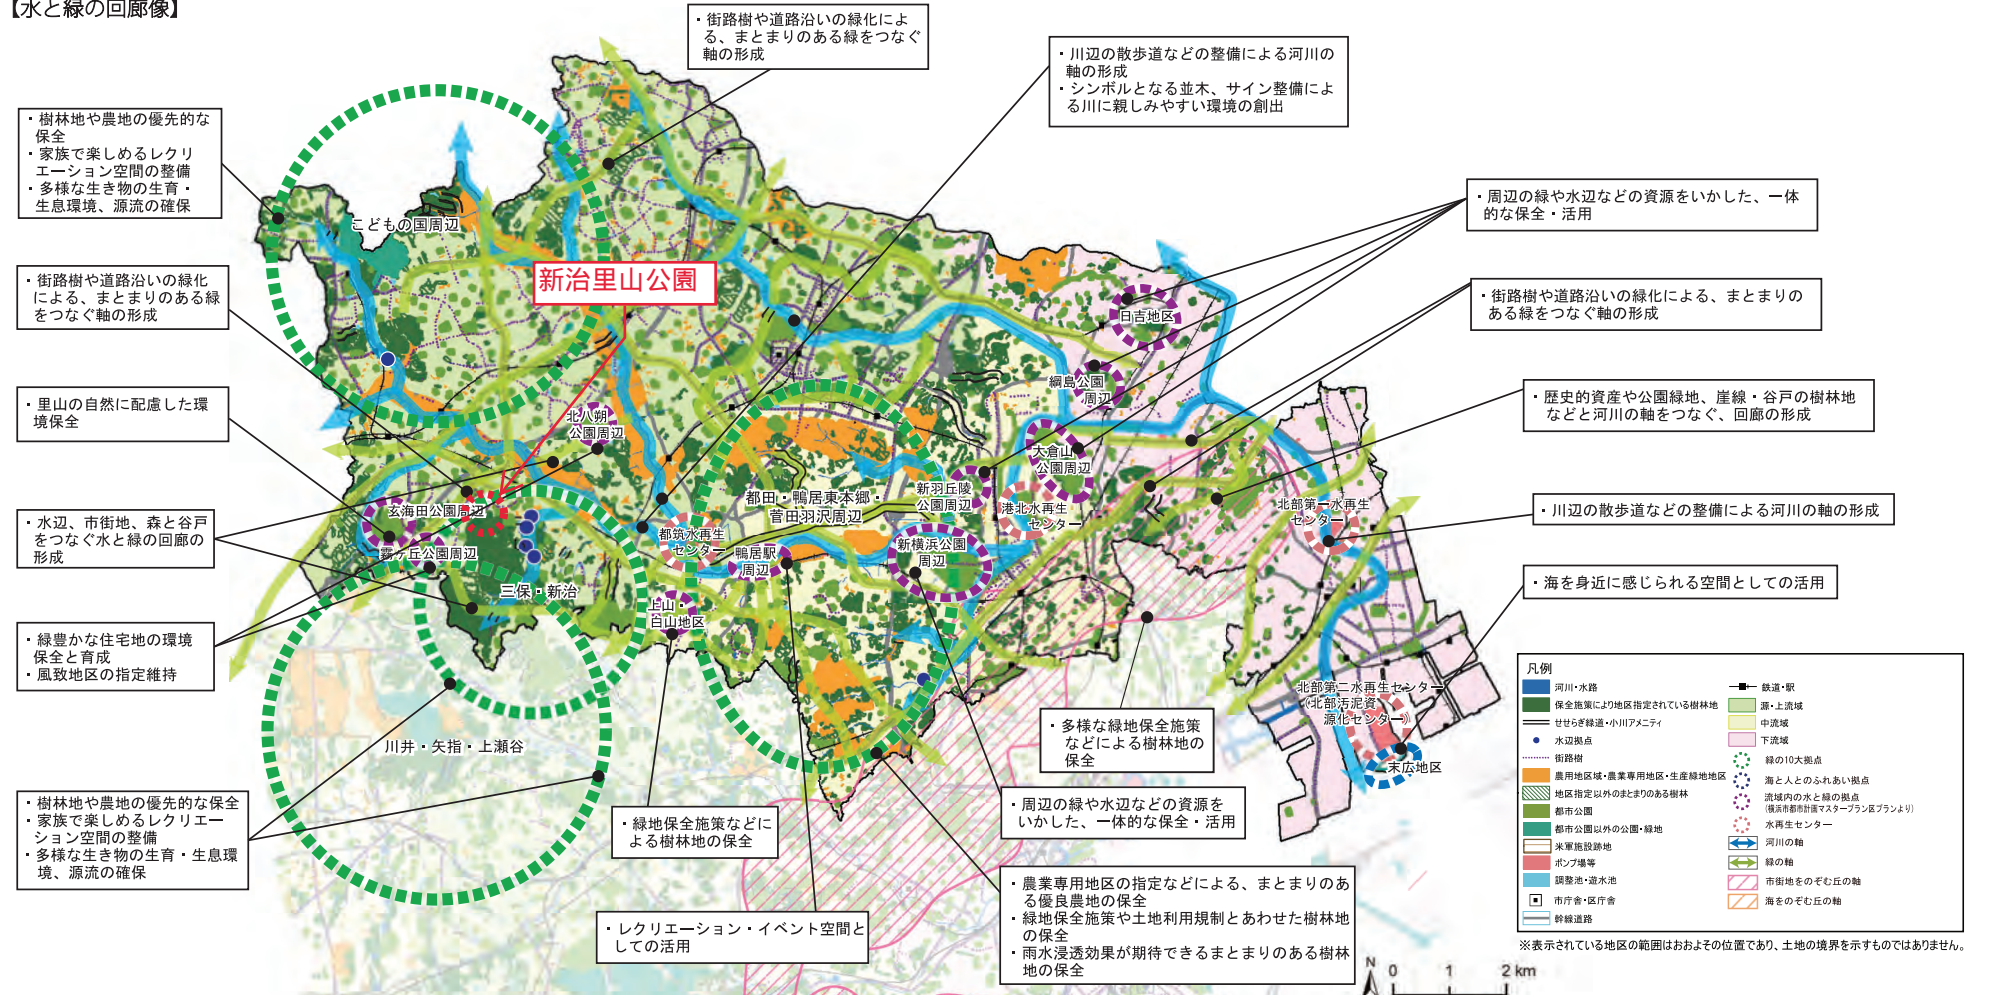 【水と緑の回廊像】
・街路樹や道路沿いの緑化によ
る、まとまりのある緑をつなぐ
軸の形成
・川辺の散歩道などの整備による河川の
軸の形成
・シンボルとなる並木、サイン整備によ
る川に親しみやすい環境の創出
・樹林地や農地の優先的な
保全
・家族で楽しめるレクリ
エーション空間の整備
・多様な生き物の生育・
生息環境、源流の確保
・周辺の緑や水辺などの資源をいかした、一体
的な保全・活用
・街路樹や道路沿いの緑化
による、まとまりのある緑
をつなぐ軸の形成
・街路樹や道路沿いの緑化による、まとまりの
ある緑をつなぐ軸の形成
・里山の自然に配慮した環
境保全
・歴史的資産や公園緑地、崖線・谷戸の樹林地
などと河川の軸をつなぐ、回廊の形成
・水辺、市街地、森と谷戸
をつなぐ水と緑の回廊の
形成
・川辺の散歩道などの整備による河川の軸の形成
・海を身近に感じられる空間としての活用
・緑豊かな住宅地の環境
保全と育成
・風致地区の指定維持
・樹林地や農地の優先的な保全
・家族で楽しめるレクリエー
ション空間の整備
・多様な生き物の生育・生息環
境、源流の確保
・緑地保全施策などに
よる樹林地の保全
・多様な緑地保全施策
などによる樹林地の
保全
・周辺の緑や水辺などの資源を
いかした、一体的な保全・活用
・レクリエーション・イベント空間と
しての活用
・農業専用地区の指定などによる、まとまりのあ
る優良農地の保全
・緑地保全施策や土地利用規制とあわせた樹林地
の保全
・雨水浸透効果が期待できるまとまりのある樹林
地の保全
こどもの国周辺
新治里山公園
日吉地区
綱島公園
周辺
北八朔
公園周辺
大倉山
公園周辺
新羽丘陵
公園周辺
都田・鴨居東本郷・
菅田羽沢周辺
港北水再生
センター
玄海田公園周辺
都筑水再生
センター
鴨居駅
周辺
新横浜公園
周辺
北部第一水再生
センター
霧ケ丘公園周辺
三保・新治
上山・
白山地区
川井・矢指・上瀬谷
北部第二水再生センター
（北部汚泥資
源化センター）
末広地区
凡例
河川・水路
保全施策により地区指定されている樹林地
せせらぎ緑道・小川アメニティ
水辺拠点
街路樹
農用地区域・農業専用地区・生産緑地地区
地区指定以外のまとまりのある樹林
都市公園
都市公園以外の公園・緑地
米軍施設跡地
ポンプ場等
調整池・遊水池
市庁舎・区庁舎
幹線道路
鉄道・駅
源・上流域
中流域
下流域
緑の10大拠点
海と人とのふれあい拠点
流域内の水と緑の拠点
（横浜市都市計画マスタープラン区プランより）
水再生センター
河川の軸
緑の軸
市街地をのぞむ丘の軸
海をのぞむ丘の軸
※表示されている地区の範囲はおおよその位置であり、土地の境界を示すものではありません。
N
0 1 2 km